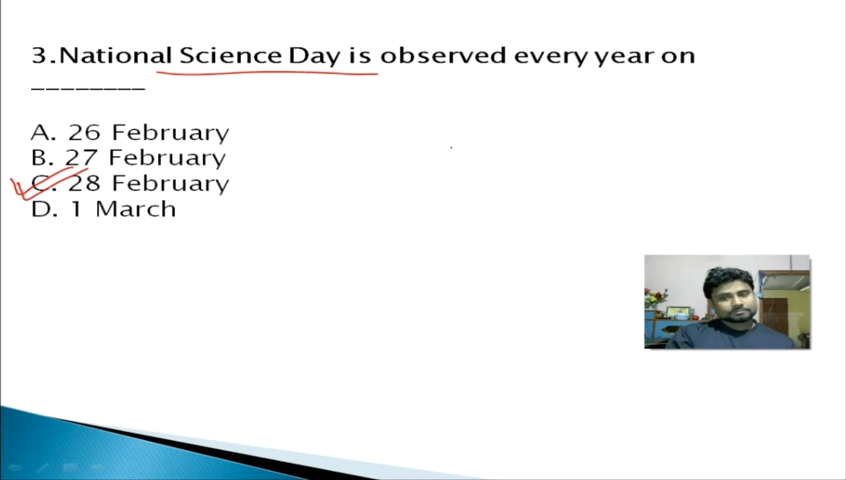 3.National Science Day is observed every year on
________
A. 26 February
B. 27 February
C. 28 February
D. 1 March